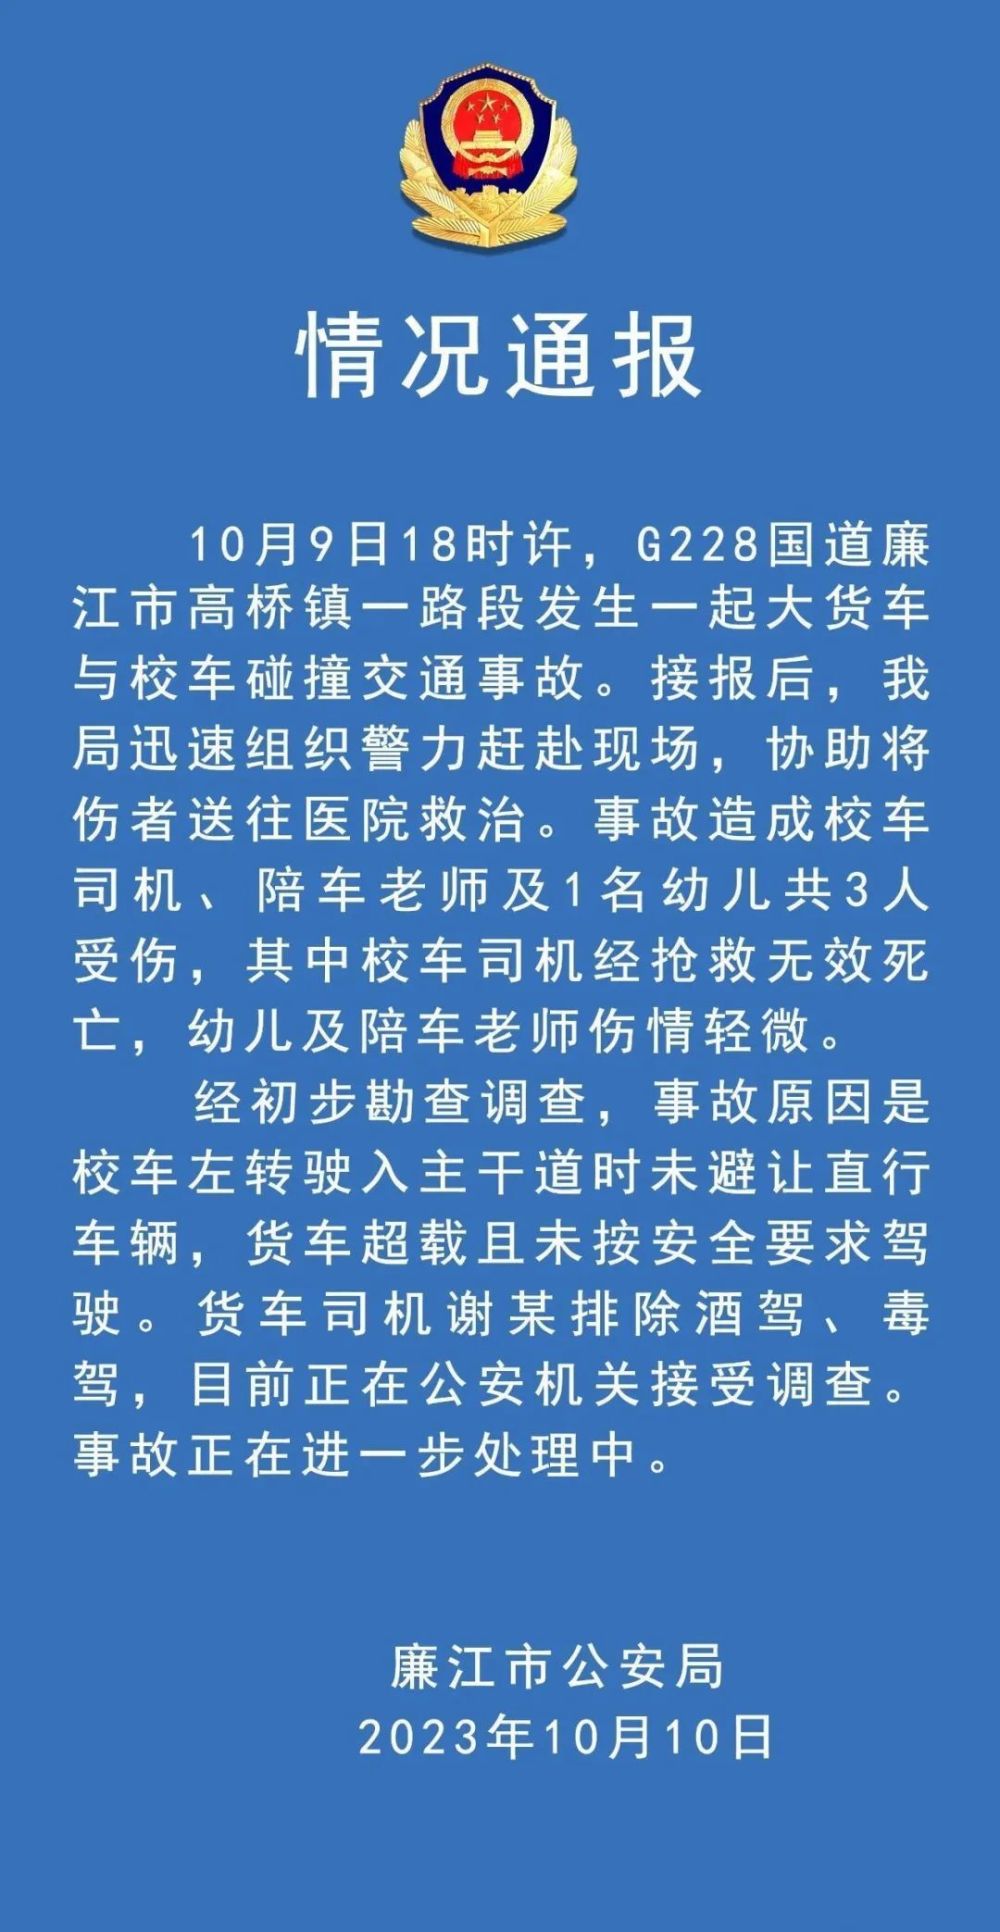 情况通报
10月9日18时许，G228国道廉
江市高桥镇一路段发生一起大货车
与校车碰撞交通事故。接报后，我
局迅速组织警力赶赴现场，协助将
伤者送往医院救治。事故造成校车
司机、陪车老师及1名幼儿共3人
受伤，其中校车司机经抢救无效死
亡，幼儿及陪车老师伤情轻微。
经初步勘查调查，事故原因是
校车左转驶入主干道时未避让直行
车辆，货车超载且未按安全要求驾
驶。货车司机谢某排除酒驾、毒
驾，目前正在公安机关接受调查。
事故正在进一步处理中。
廉江市公安局
2023年10月10日